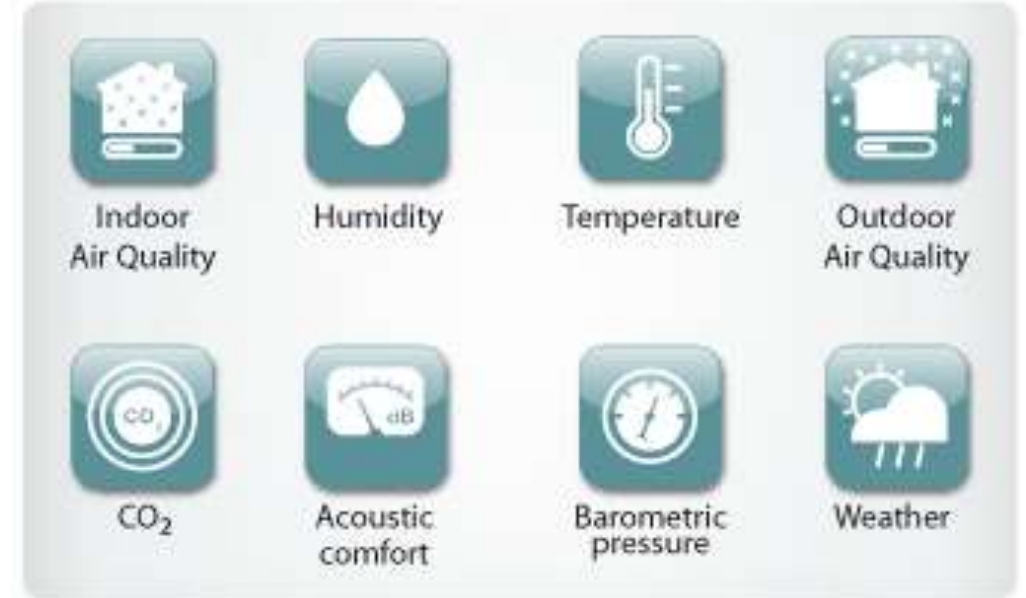 Indoor
Air Quality
Humidity
Temperature
Outdoor
Air Quality
CO₂
dB
CO₂
Acoustic
comfort
Barometric
pressure
Weather